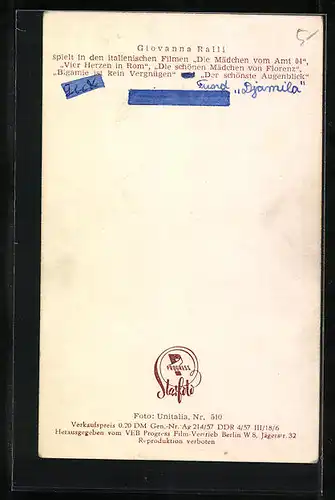 5,-
Giovanna Ralli
spielt in den italienischen Filmen „Die Mädchen vom Amt 04“,
„Vier Herzen in Rom“, „Die schönen Mädchen von Florenz“,
„Bigamie ist kein Vergnügen“ „Der schönste Augenblick“
„Djamila“
PROGRESS
Starfoto
Foto: Unitalia, Nr. 510
Verkaufspreis 0.20 DM Gen.-Nr. Ag 214/57 DDR 4/57 III/18/6
Herausgegeben vom VEB Progress Film-Vertrieb Berlin W 8, Jägerstr. 32
Reproduktion verboten